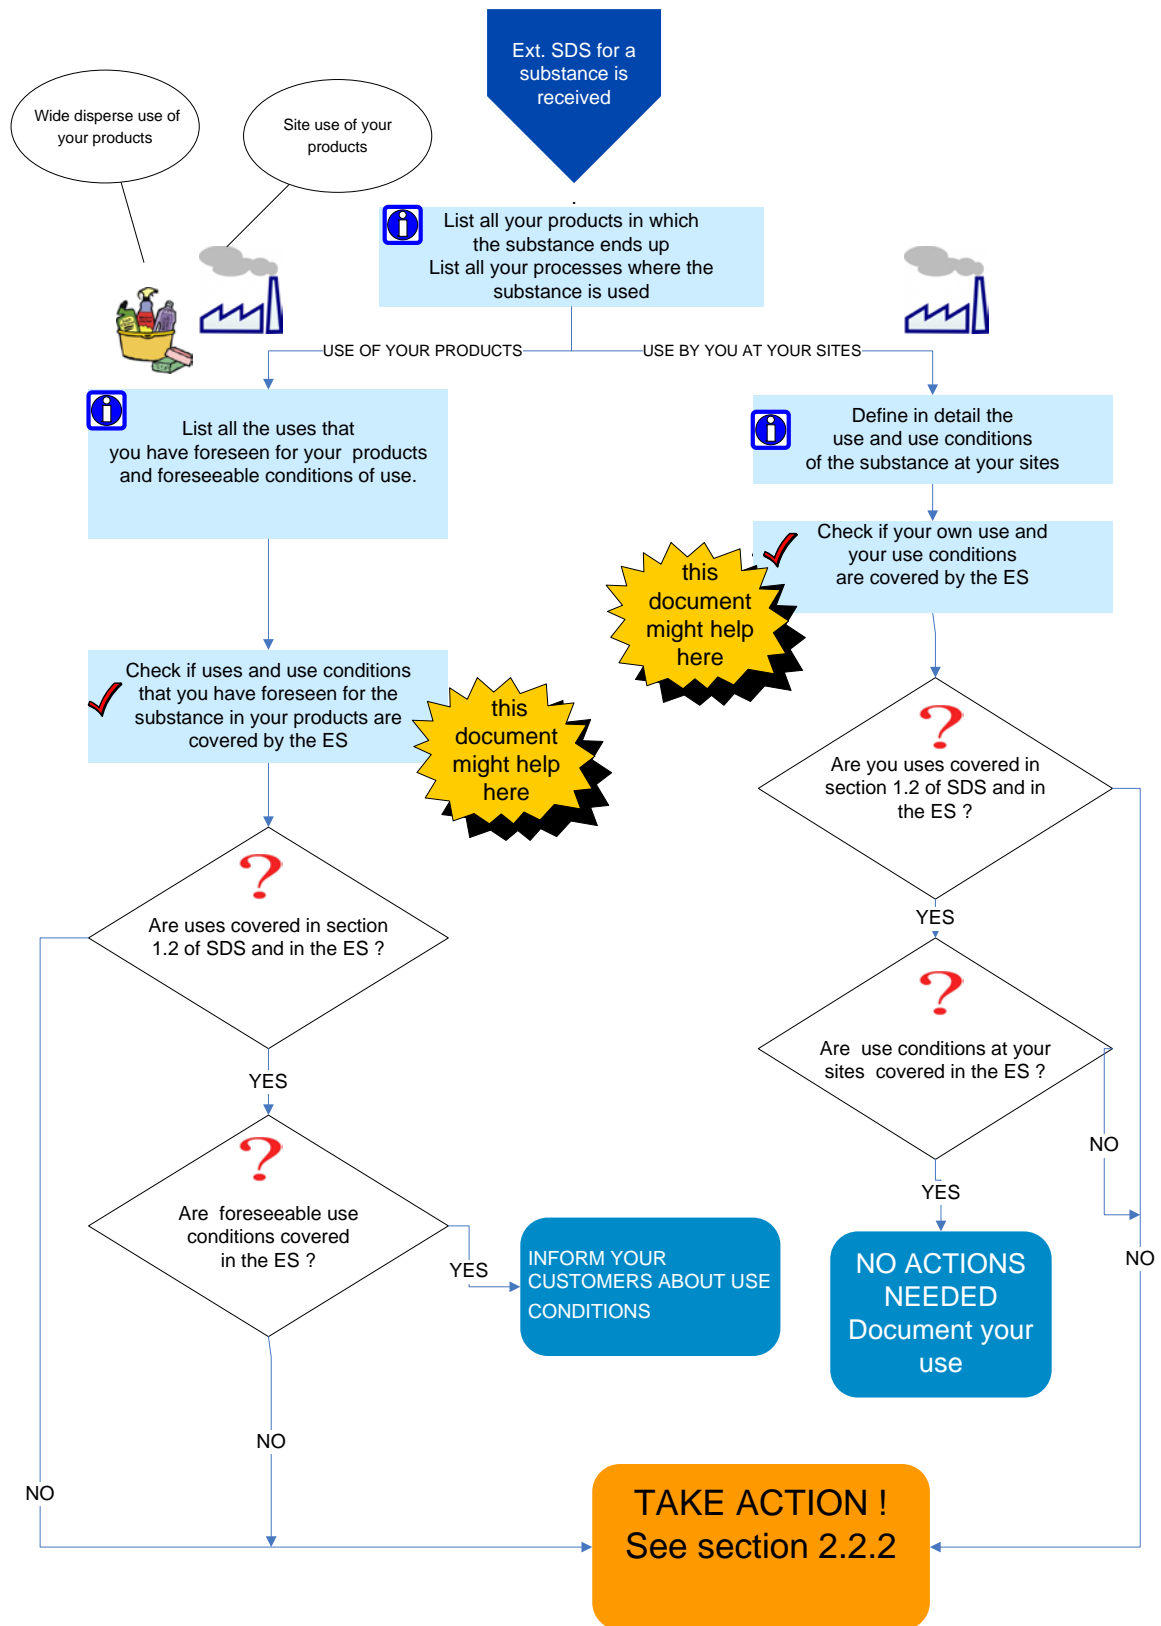 Ext. SDS for a
substance is
received
Wide disperse use of
your products
Site use of your
products
List all your products in which
the substance ends up
List all your processes where the
substance is used
USE OF YOUR PRODUCTS
USE BY YOU AT YOUR SITES
List all the uses that
you have foreseen for your products
and foreseeable conditions of use.
Define in detail the
use and use conditions
of the substance at your sites
Check if your own use and
your use conditions
are covered by the ES
this
document
might help
here
Check if uses and use conditions
that you have foreseen for the
substance in your products are
covered by the ES
this
document
might help
here
Are you uses covered in
section 1.2 of SDS and in
the ES ?
YES
Are uses covered in section
1.2 of SDS and in the ES ?
YES
Are use conditions at your
sites covered in the ES ?
NO
YES
Are foreseeable use
conditions covered
in the ES ?
YES
INFORM YOUR
CUSTOMERS ABOUT USE
CONDITIONS
NO ACTIONS
NEEDED
Document your
use
NO
NO
NO
TAKE ACTION !
See section 2.2.2